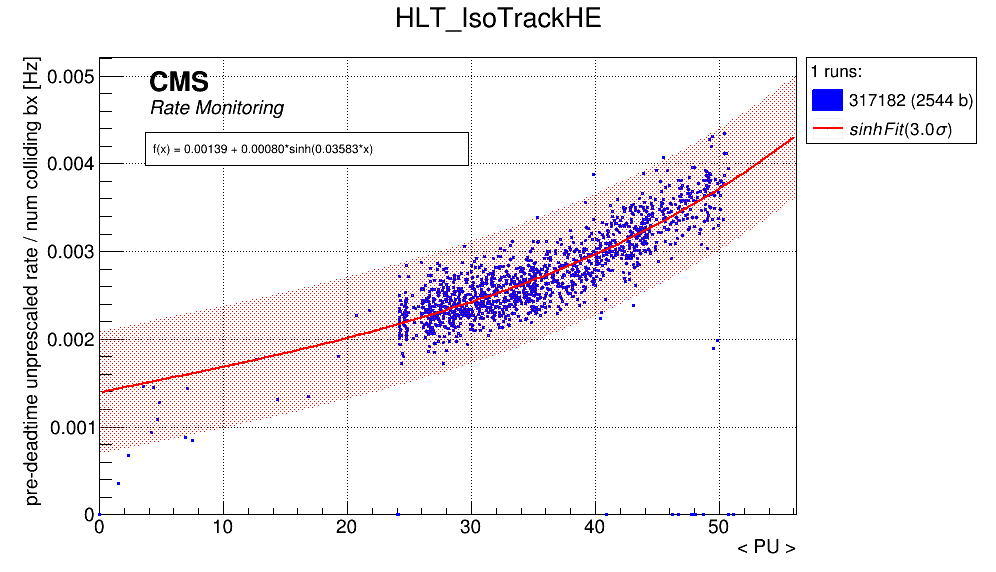 HLT_IsoTrackHE
pre-deadtime unprescaled rate / num colliding bx [Hz]
CMS
Rate Monitoring
f(x) = 0.00139 + 0.00080*sinh(0.03583*x)
1 runs:
317182 (2544 b)
sinhFit(3.0σ)
0.005
0.004
0.003
0.002
0.001
0
0 10 20 30 40 50
< PU >